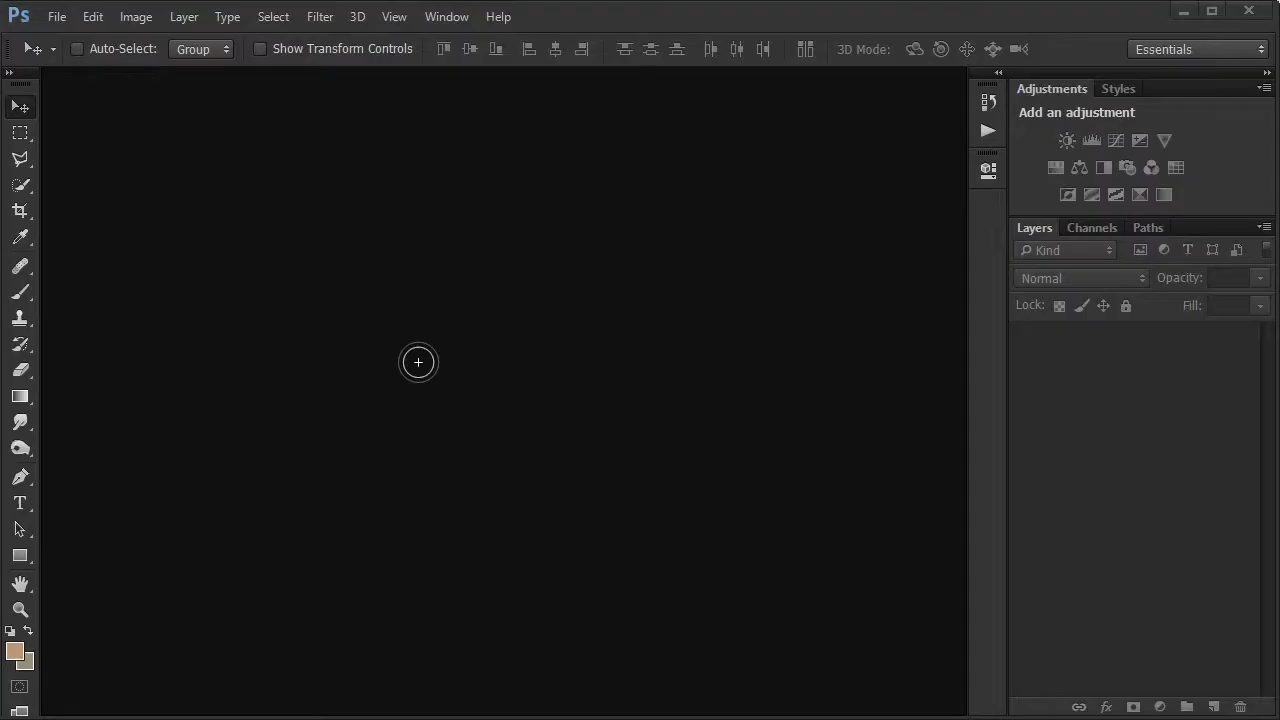 Ps File Edit Image Layer Type Select Filter 3D View Window Help
Auto-Select: Group Show Transform Controls 3D Mode: Essentials
Adjustments Styles
Add an adjustment
Layers Channels Paths
Kind
Normal Opacity:
Lock: Fill: